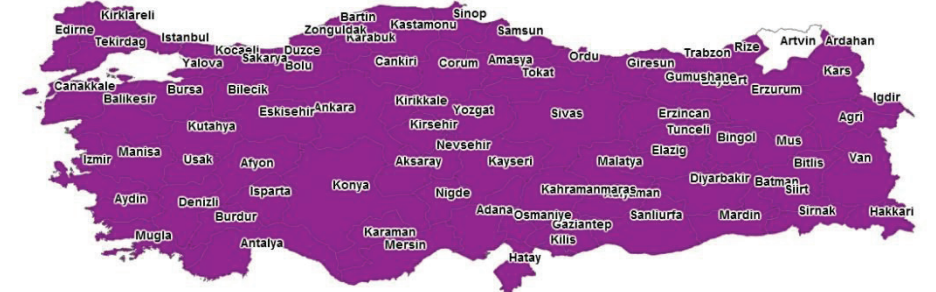 Kirklareli
Edirne
Tekirdag
Istanbul
Kocaeli
Yalova
Sakarya
Duzce
Bolu
Zonguldak
Bartin
Karabuk
Kastamonu
Sinop
Samsun
Cankiri
Corum
Amasya
Tokat
Ordu
Giresun
Trabzon
Rize
Artvin
Ardahan
Gumushane
Kars
Erzurum
Igdir
Canakkale
Balikesir
Bursa
Bilecik
Eskisehir
Ankara
Kirikkale
Yozgat
Sivas
Erzincan
Agri
Kutahya
Kirsehir
Tunceli
Bingol
Mus
Izmir
Manisa
Usak
Afyon
Nevsehir
Aksaray
Kayseri
Malatya
Elazig
Bitlis
Van
Aydin
Denizli
Isparta
Konya
Nigde
Kahramanmaras
Diyarbakir
Batman
Siirt
Burdur
Adana
Osmaniye
Gaziantep
Sanliurfa
Mardin
Sirnak
Hakkari
Mugla
Antalya
Karaman
Mersin
Kilis
Hatay